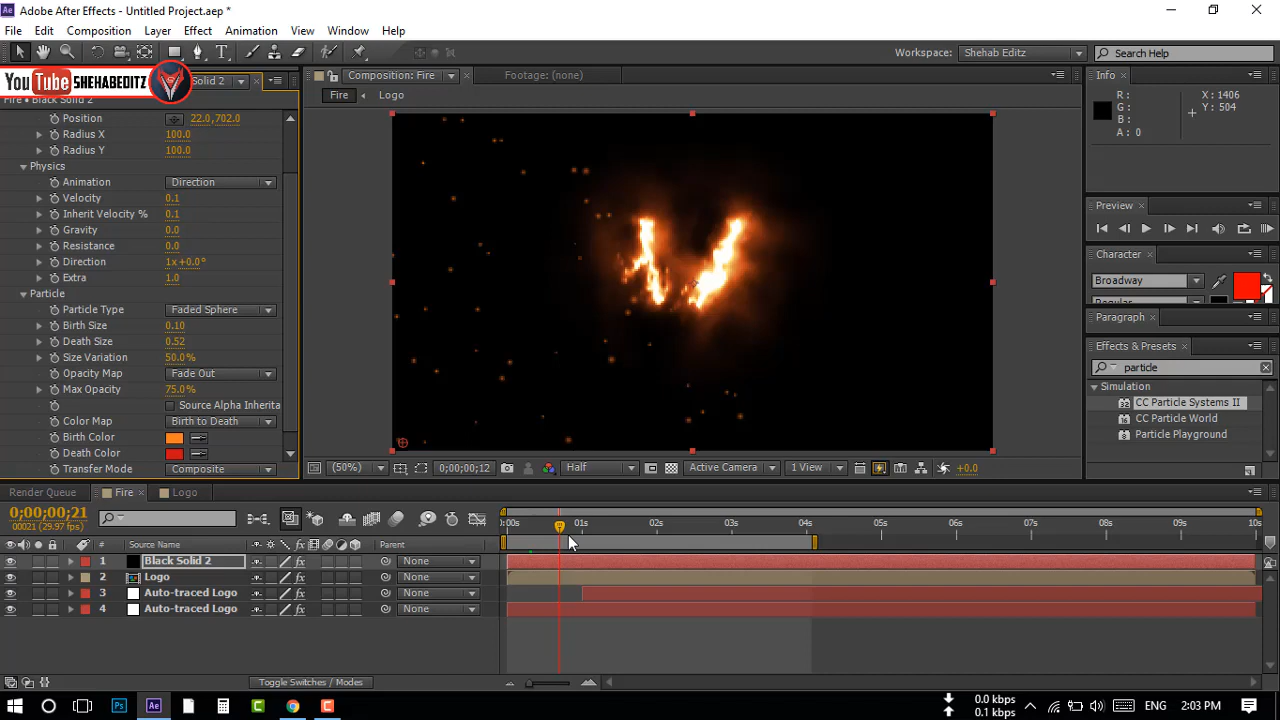 Adobe After Effects - Untitled Project.aep *
File Edit Composition Layer Effect Animation View Window Help
Workspace: Shehab Editz Search Help
YouTube SHEHABEDITZ Solid 2
Composition: Fire Footage: (none)
Fire • Black Solid 2
Fire Logo
Position 22.0,702.0
Radius X 100.0
Radius Y 100.0
Physics
Animation Direction
Velocity 0.1
Inherit Velocity % 0.1
Gravity 0.0
Resistance 0.0
Direction 1x+0.0°
Extra 1.0
Particle
Particle Type Faded Sphere
Birth Size 0.10
Death Size 0.52
Size Variation 50.0%
Opacity Map Fade Out
Max Opacity 75.0%
Source Alpha Inherita
Color Map Birth to Death
Birth Color
Death Color
Transfer Mode Composite
(50%) 0;00;00;12 Half Active Camera 1 View +0.0
Info
R: X: 1406
G: Y: 504
B:
A: 0
Preview
Character
Broadway
Regular
Paragraph
Effects & Presets
particle
Simulation
CC Particle Systems II
CC Particle World
Particle Playground
Render Queue Fire Logo
0;00;00;21
00021 (29.97 fps)
:00s 01s 02s 03s 04s 05s 06s 07s 08s 09s 10s
# Source Name Parent
1 Black Solid 2 fx None
2 Logo fx None
3 Auto-traced Logo fx None
4 Auto-traced Logo fx None
Toggle Switches / Modes
Ps Ae C C 0.0 kbps
0.1 kbps ENG 2:03 PM